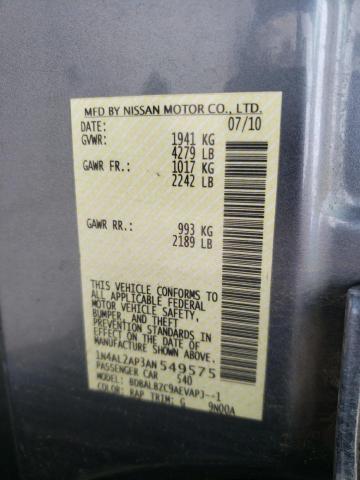 MFD BY NISSAN MOTOR CO., LTD.
DATE: 07/10
GVWR: 1941 KG
4279 LB
GAWR FR.: 1017 KG
2242 LB
GAWR RR.: 993 KG
2189 LB
THIS VEHICLE CONFORMS TO
ALL APPLICABLE FEDERAL
MOTOR VEHICLE SAFETY,
BUMPER, AND THEFT
PREVENTION STANDARDS IN
EFFECT ON THE DATE OF
MANUFACTURE SHOWN ABOVE.
1N4AL2AP3AN549575
PASSENGER CAR S40
MODEL: BDBALBZC9AEVAPJ--1
COLOR: RAP TRIM: G 9N00A